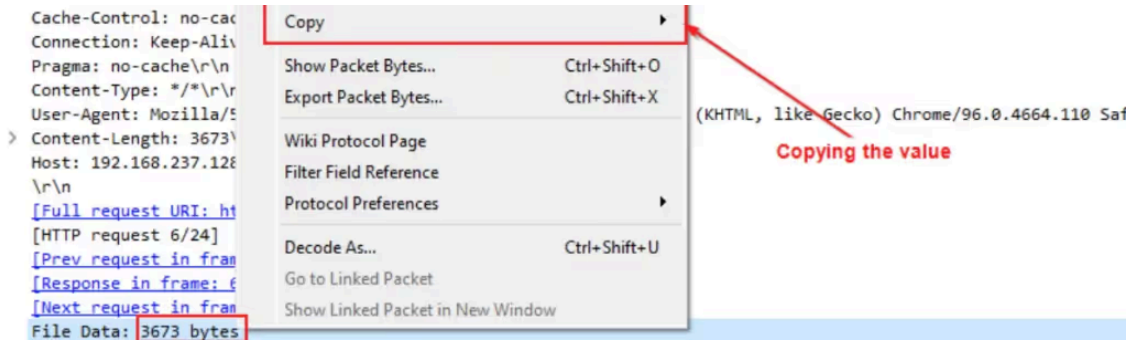 Cache-Control: no-cac
Copy
Connection: Keep-Aliv
Pragma: no-cache\r\n
Show Packet Bytes... Ctrl+Shift+O
Content-Type: */*\r\n
Export Packet Bytes... Ctrl+Shift+X
User-Agent: Mozilla/5 (KHTML, like Gecko) Chrome/96.0.4664.110 Saf
Content-Length: 3673\
Wiki Protocol Page
Copying the value
Host: 192.168.237.128
Filter Field Reference
\r\n
Protocol Preferences
[Full request URI: ht
[HTTP request 6/24]
Decode As... Ctrl+Shift+U
[Prev request in fram
Go to Linked Packet
[Response in frame: 6
Show Linked Packet in New Window
[Next request in fram
File Data: 3673 bytes